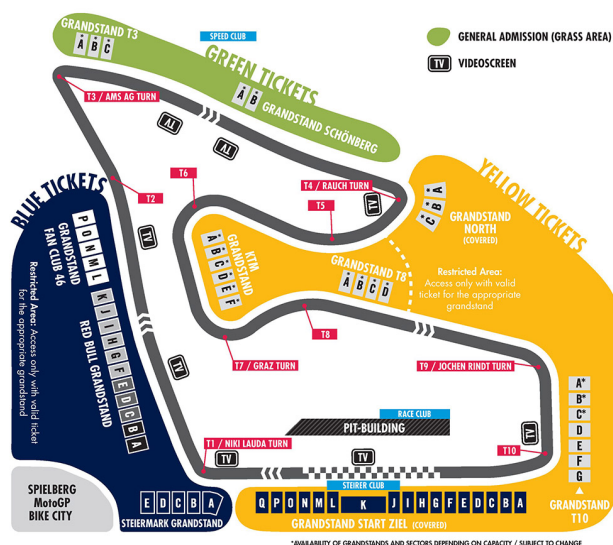 GRANDSTAND T3
A B C
SPEED CLUB
GREEN TICKETS
A B
GRANDSTAND SCHÖNBERG
GENERAL ADMISSION (GRASS AREA)
TV VIDEOSCREEN
T3 / AMS AG TURN
TV
TV
T6
T4 / RAUCH TURN
TV
T5
T2
TV
BLUE TICKETS
YELLOW TICKETS
C* B* A*
GRANDSTAND
NORTH
(COVERED)
KTM
GRANDSTAND
A B C D E F
GRANDSTAND T8
A B C D
Restricted Area:
Access only with valid
ticket for the appropriate
grandstand
P O N M L
GRANDSTAND
FAN CLUB 46
K J I H G F E D C B A
RED BULL GRANDSTAND
Restricted Area: Access only with valid ticket
for the appropriate grandstand
T8
T7 / GRAZ TURN
TV
T9 / JOCHEN RINDT TURN
RACE CLUB
PIT-BUILDING
A*
B*
C*
D
E
F
G
GRANDSTAND
T10
TV
T10
T1 / NIKI LAUDA TURN
TV
TV
STEIRER CLUB
SPIELBERG
MotoGP
BIKE CITY
E D C B A
STEIERMARK GRANDSTAND
Q P O N M L K J I H G F E D C B A
GRANDSTAND START ZIEL (COVERED)
*AVAILABILITY OF GRANDSTANDS AND SECTORS DEPENDING ON CAPACITY / SUBJECT TO CHANGE